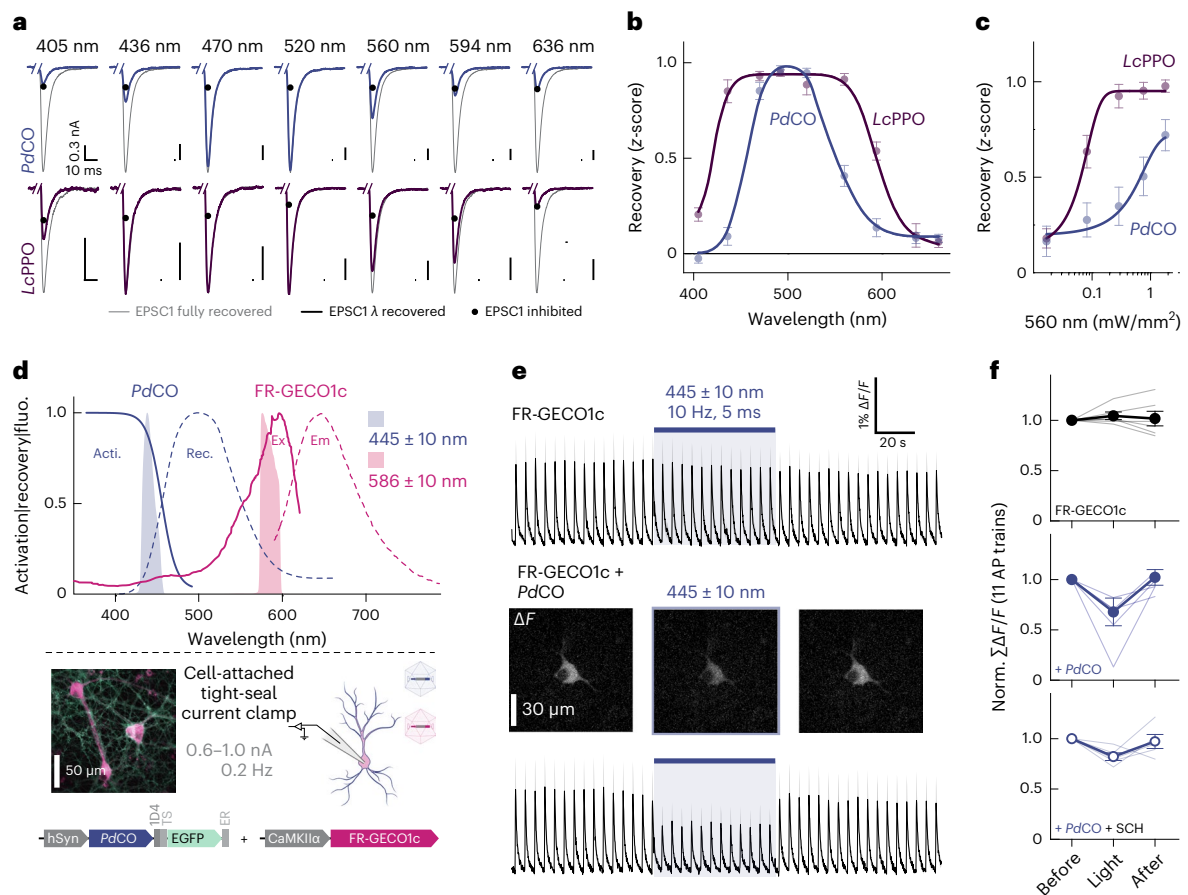 a
405 nm 436 nm 470 nm 520 nm 560 nm 594 nm 636 nm
PdCO
0.3 nA
10 ms
LcPPO
EPSC1 fully recovered EPSC1 λ recovered EPSC1 inhibited
b
Recovery (z-score)
1.0
0.5
0
PdCO
LcPPO
400 500 600
Wavelength (nm)
c
Recovery (z-score)
1.0
0.5
0
LcPPO
PdCO
0.1 1
560 nm (mW/mm²)
d
PdCO FR-GECO1c
Activation|recovery|fluo.
1.0
0.5
0
Acti. Rec. Ex Em
445 ± 10 nm
586 ± 10 nm
400 500 600 700
Wavelength (nm)
50 μm
Cell-attached
tight-seal
current clamp
0.6–1.0 nA
0.2 Hz
hSyn PdCO 1D4 TS EGFP ER + CaMKIIα FR-GECO1c
e
FR-GECO1c
445 ± 10 nm
10 Hz, 5 ms
1% ΔF/F
20 s
FR-GECO1c +
PdCO
445 ± 10 nm
ΔF
30 μm
f
Norm. ∑ΔF/F (11 AP trains)
1.0
0.5
0
FR-GECO1c
1.0
0.5
0
+ PdCO
1.0
0.5
0
+ PdCO + SCH
Before Light After